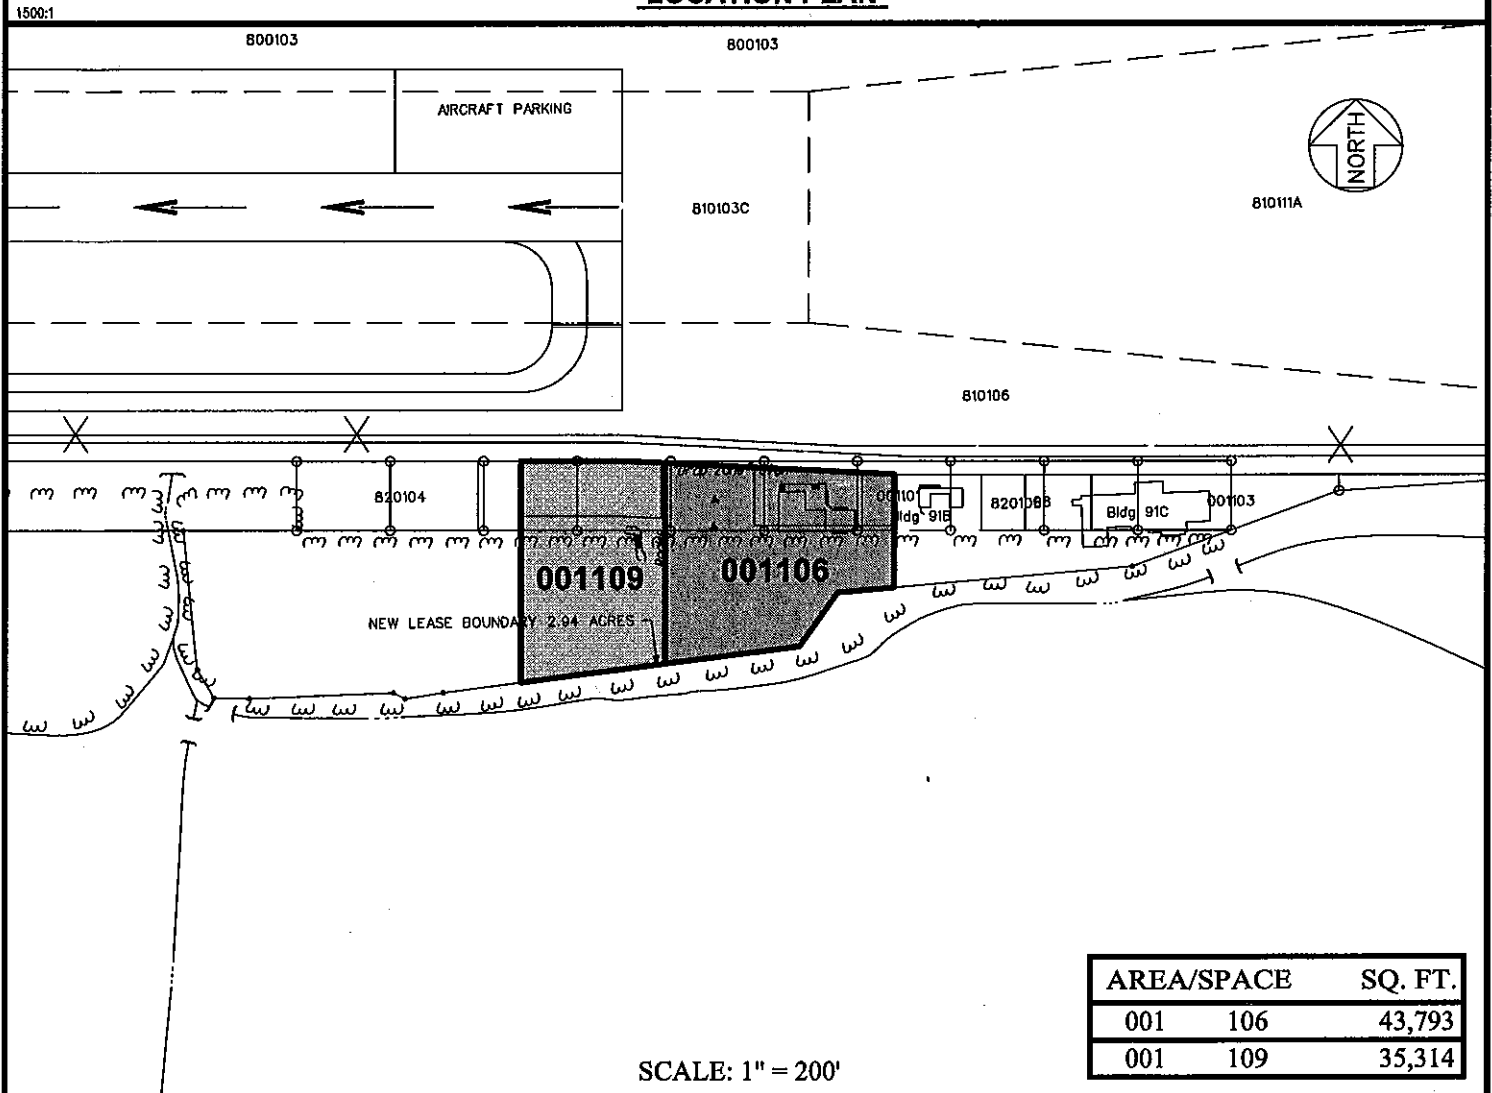 LOCATION PLAN
1500:1
800103
800103
AIRCRAFT PARKING
NORTH
810103C
810111A
810106
820104
Bldg 91B
Bldg 91C
001103
001109
001106
NEW LEASE BOUNDARY 2.94 ACRES
AREA/SPACE SQ. FT.
001 106 43,793
001 109 35,314
SCALE: 1" = 200'